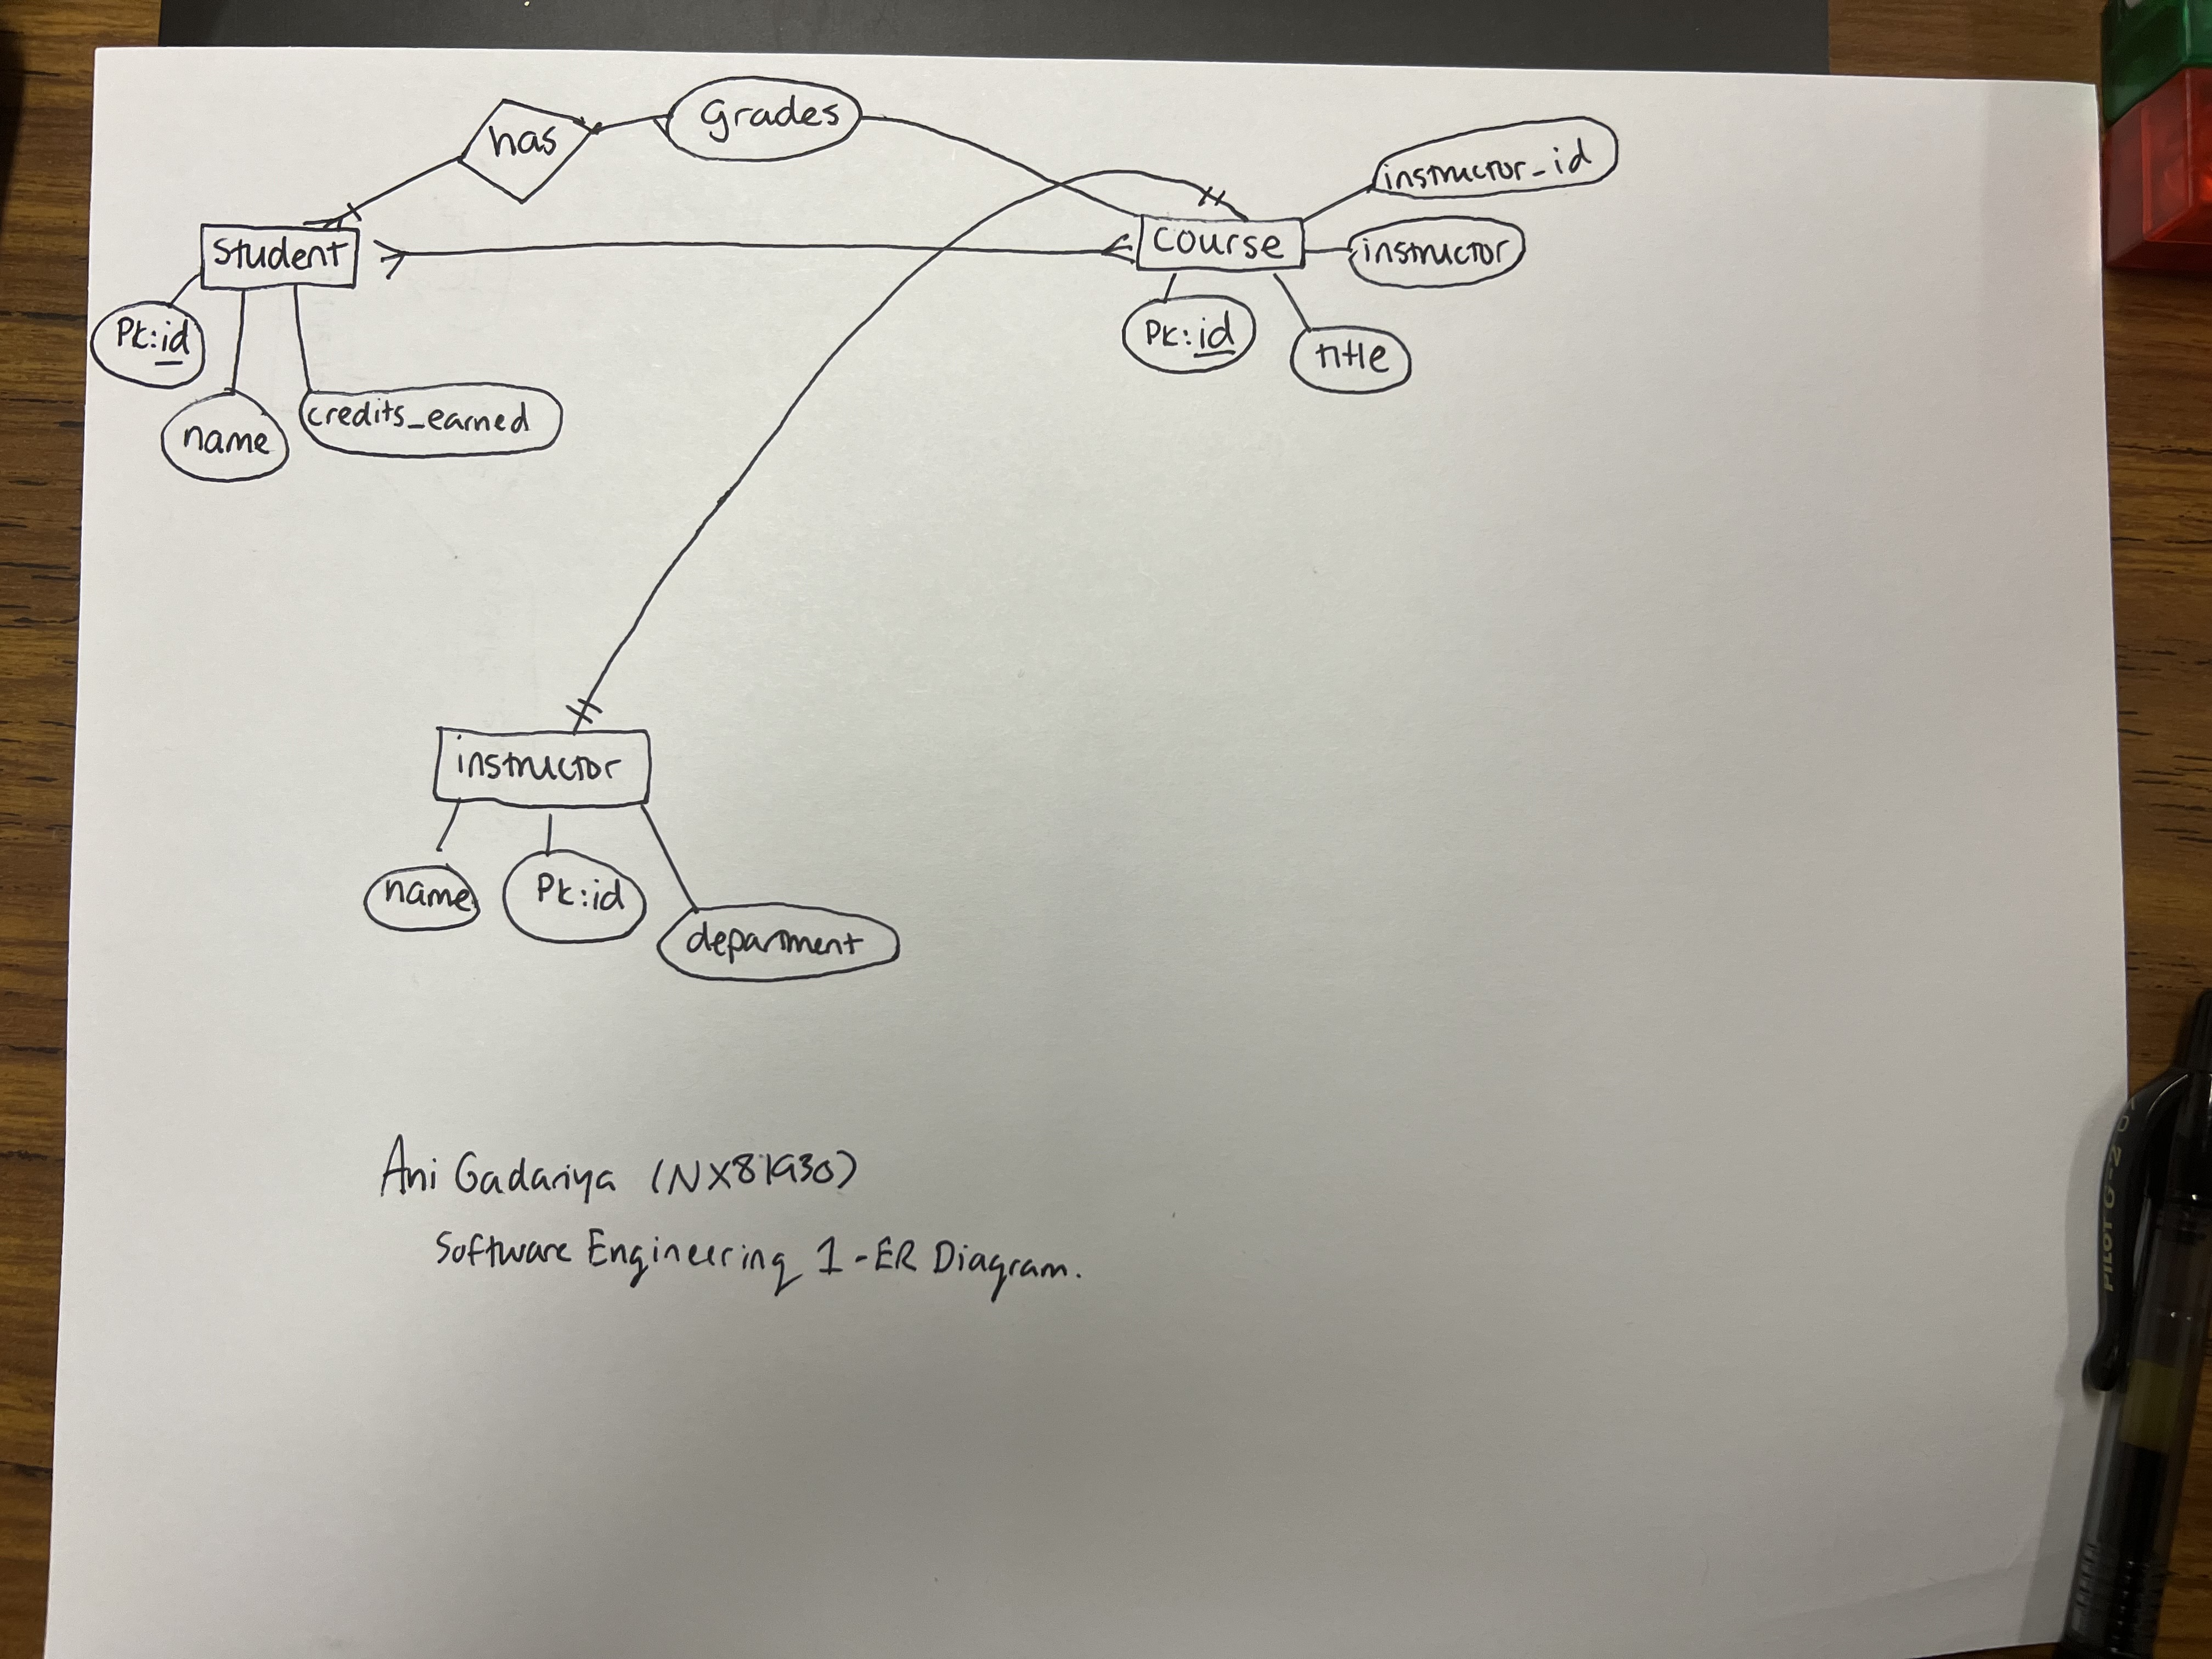 has
Grades
Student
Course
instructor_id
instructor
Pk:id
name
credits_earned
Pk:id
title
instructor
name
Pk:id
department
Ani Gadariya
Software Engineering 1 - ER Diagram.
PILOT G-2